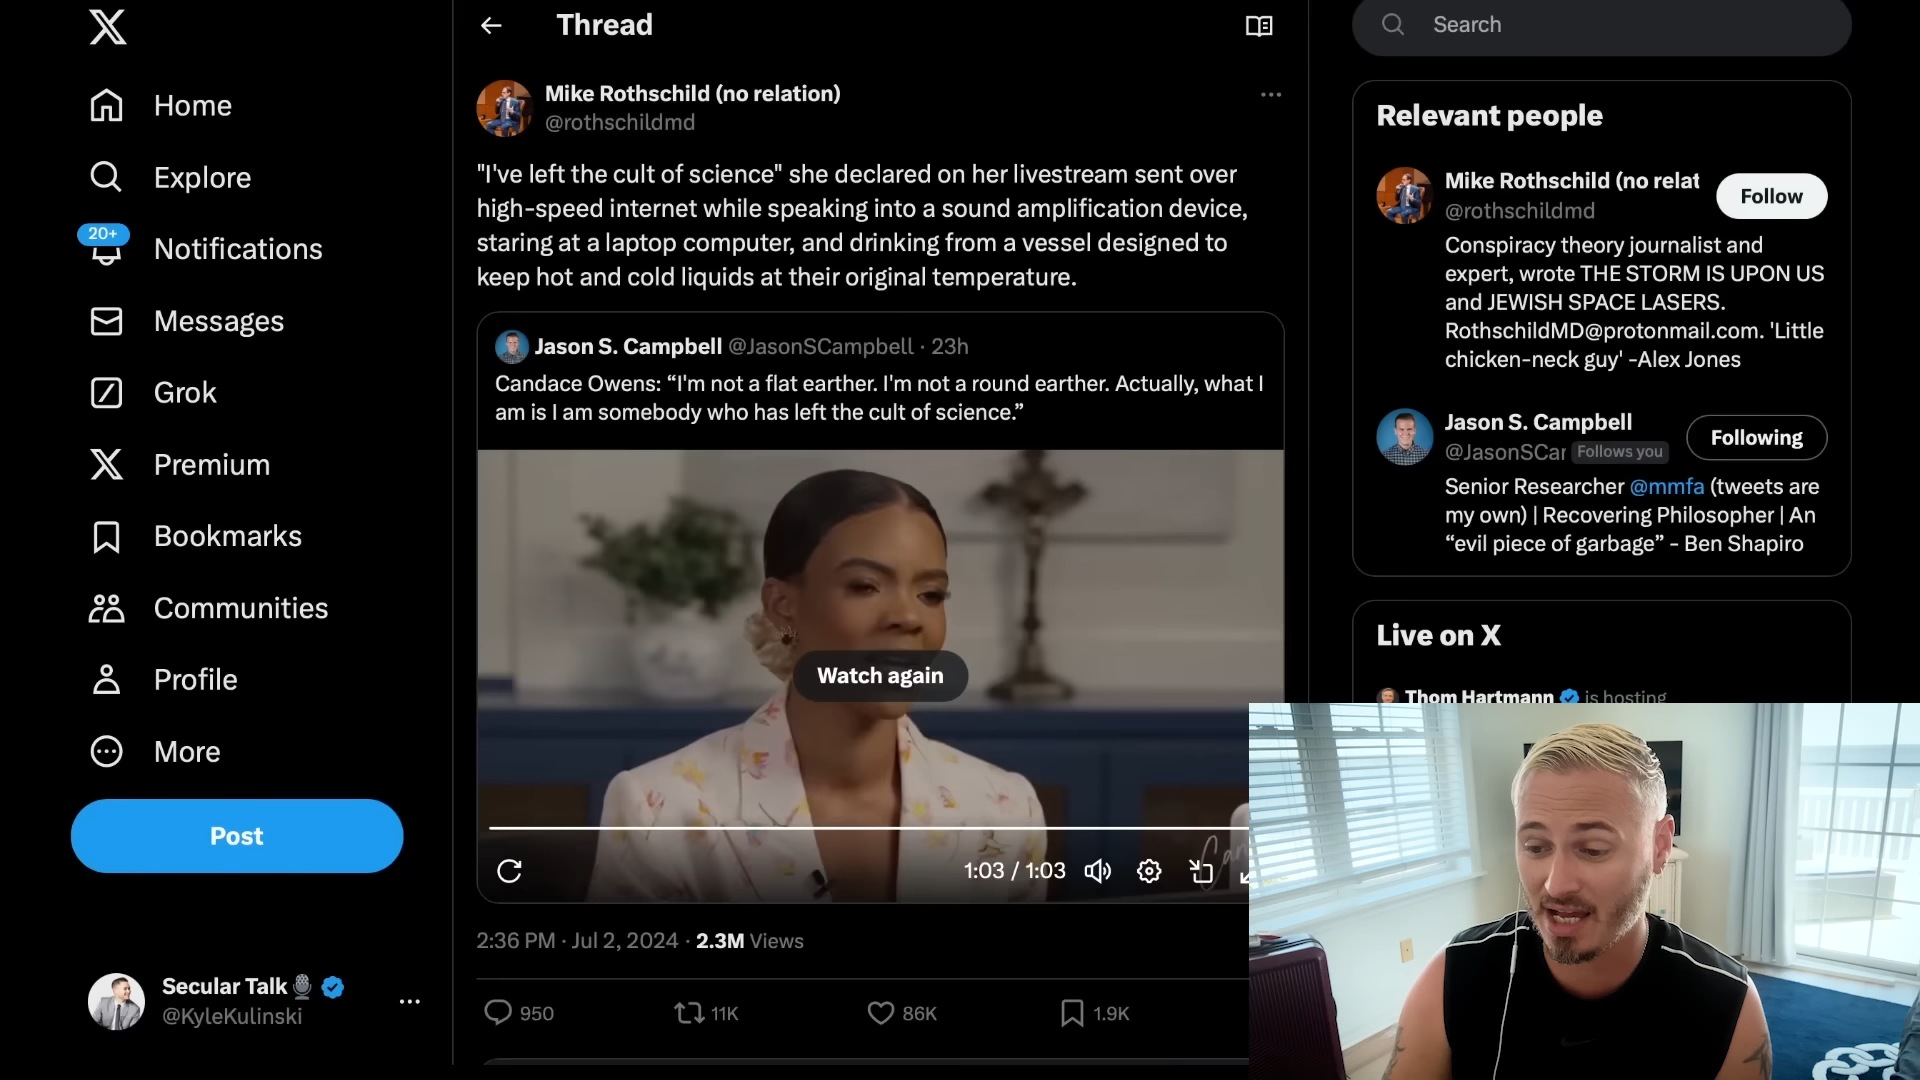 Home
Explore
20+
Notifications
Messages
Grok
Premium
Bookmarks
Communities
Profile
More
Post
Secular Talk
@KyleKulinski
Thread
Mike Rothschild (no relation)
@rothschildmd
"I've left the cult of science" she declared on her livestream sent over
high-speed internet while speaking into a sound amplification device,
staring at a laptop computer, and drinking from a vessel designed to
keep hot and cold liquids at their original temperature.
Jason S. Campbell @JasonSCampbell · 23h
Candace Owens: “I'm not a flat earther. I'm not a round earther. Actually, what I
am is I am somebody who has left the cult of science.”
Watch again
1:03 / 1:03
2:36 PM · Jul 2, 2024 · 2.3M Views
950 11K 86K 1.9K
Search
Relevant people
Mike Rothschild (no relat
Follow
@rothschildmd
Conspiracy theory journalist and
expert, wrote THE STORM IS UPON US
and JEWISH SPACE LASERS.
RothschildMD@protonmail.com. 'Little
chicken-neck guy' -Alex Jones
Jason S. Campbell
Following
@JasonSCar Follows you
Senior Researcher @mmfa (tweets are
my own) | Recovering Philosopher | An
“evil piece of garbage” - Ben Shapiro
Live on X
Thom Hartmann is hosting